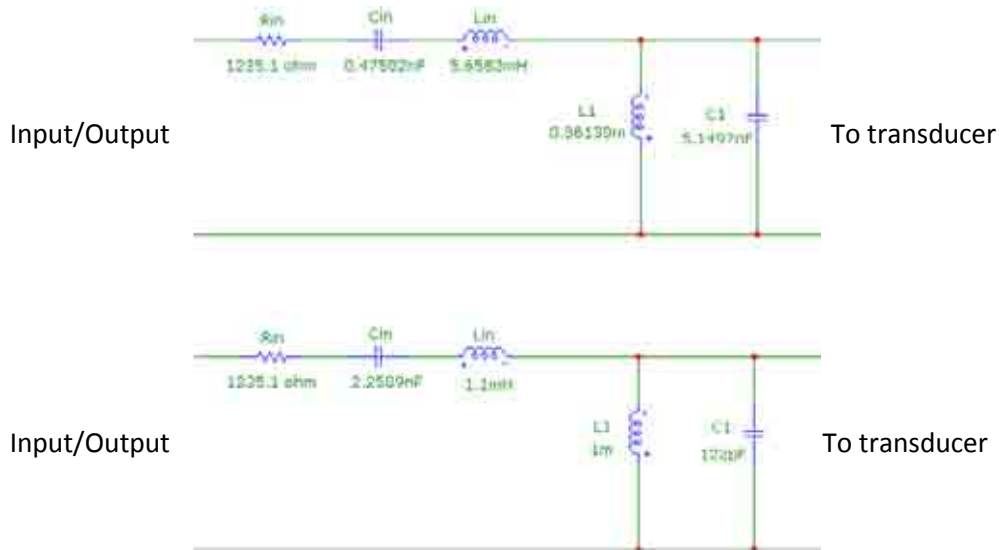 Rin Cin Lin
1235.1 ohm 0.47502nF 5.6583mH
L1 C1
0.36139m 5.1497nF
Input/Output To transducer
Rin Cin Lin
1235.1 ohm 2.2509nF 1.1mH
L1 C1
1m 122pF
Input/Output To transducer